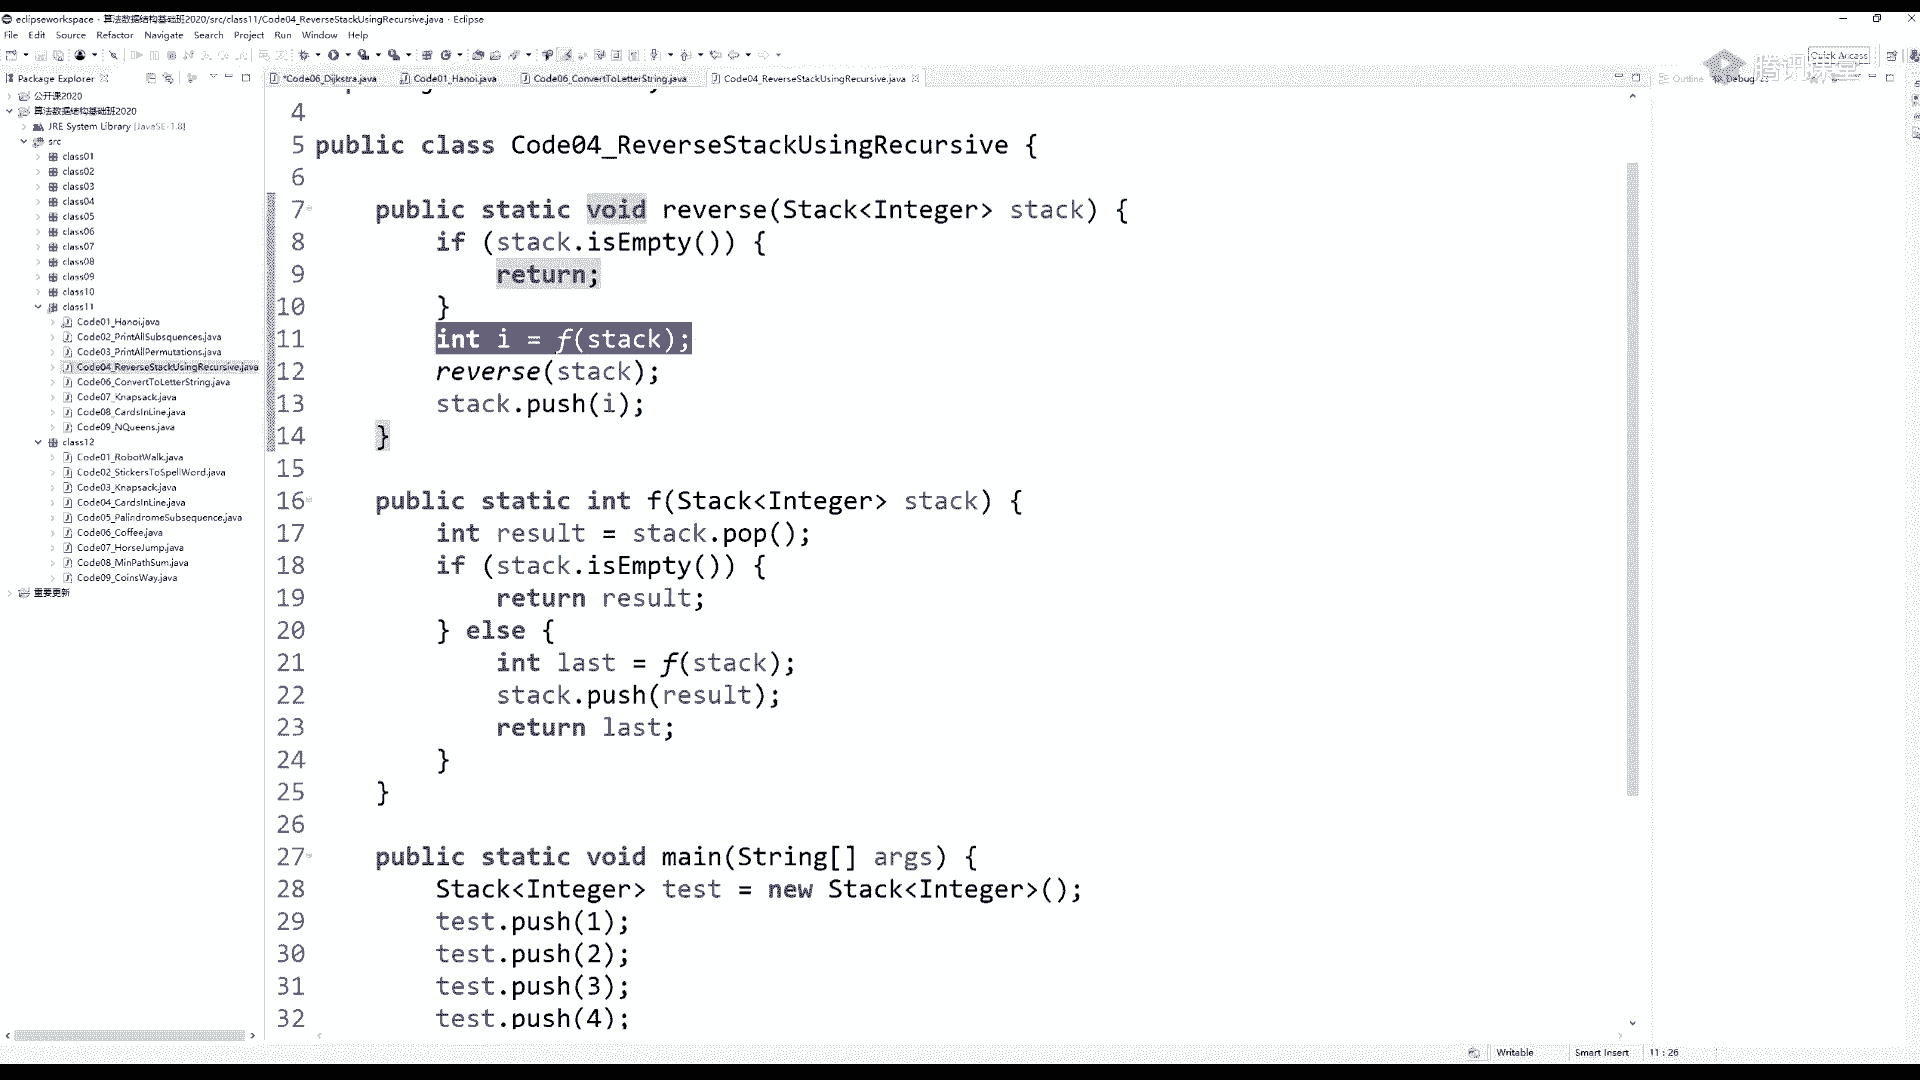 eclipseworkspace - 算法数据结构基础班2020/src/class11/Code04_ReverseStackUsingRecursive.java - Eclipse
File Edit Source Refactor Navigate Search Project Run Window Help
Quick Access
腾讯课堂
Package Explorer
*Code06_Dijkstra.java
Code01_Hanoi.java
Code06_ConvertToLetterString.java
Code04_ReverseStackUsingRecursive.java
Outline
Debug
公开课2020
算法数据结构基础班2020
JRE System Library [JavaSE-1.8]
src
class01
class02
class03
class04
class05
class06
class07
class08
class09
class10
class11
Code01_Hanoi.java
Code02_PrintAllSubsquences.java
Code03_PrintAllPermutations.java
Code04_ReverseStackUsingRecursive.java
Code06_ConvertToLetterString.java
Code07_Knapsack.java
Code08_CardsInLine.java
Code09_NQueens.java
class12
Code01_RobotWalk.java
Code02_StickersToSpellWord.java
Code03_Knapsack.java
Code04_CardsInLine.java
Code05_PalindromeSubsequence.java
Code06_Coffee.java
Code07_HorseJump.java
Code08_MinPathSum.java
Code09_CoinsWay.java
重要更新
4
5 public class Code04_ReverseStackUsingRecursive {
6
7 public static void reverse(Stack<Integer> stack) {
8 if (stack.isEmpty()) {
9 return;
10 }
11 int i = f(stack);
12 reverse(stack);
13 stack.push(i);
14 }
15
16 public static int f(Stack<Integer> stack) {
17 int result = stack.pop();
18 if (stack.isEmpty()) {
19 return result;
20 } else {
21 int last = f(stack);
22 stack.push(result);
23 return last;
24 }
25 }
26
27 public static void main(String[] args) {
28 Stack<Integer> test = new Stack<Integer>();
29 test.push(1);
30 test.push(2);
31 test.push(3);
32 test.push(4);
Writable
Smart Insert
11 : 26